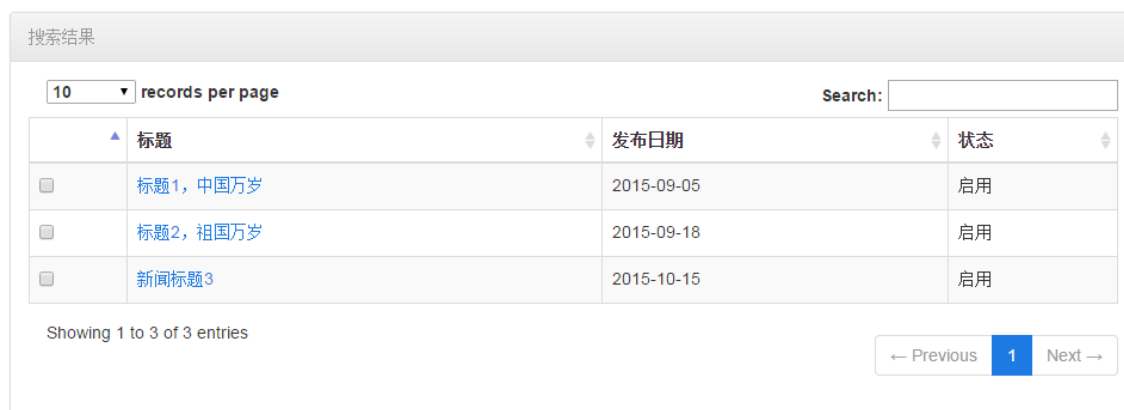 搜索结果
10 records per page
Search:
标题 发布日期 状态
标题1，中国万岁 2015-09-05 启用
标题2，祖国万岁 2015-09-18 启用
新闻标题3 2015-10-15 启用
Showing 1 to 3 of 3 entries
← Previous 1 Next →